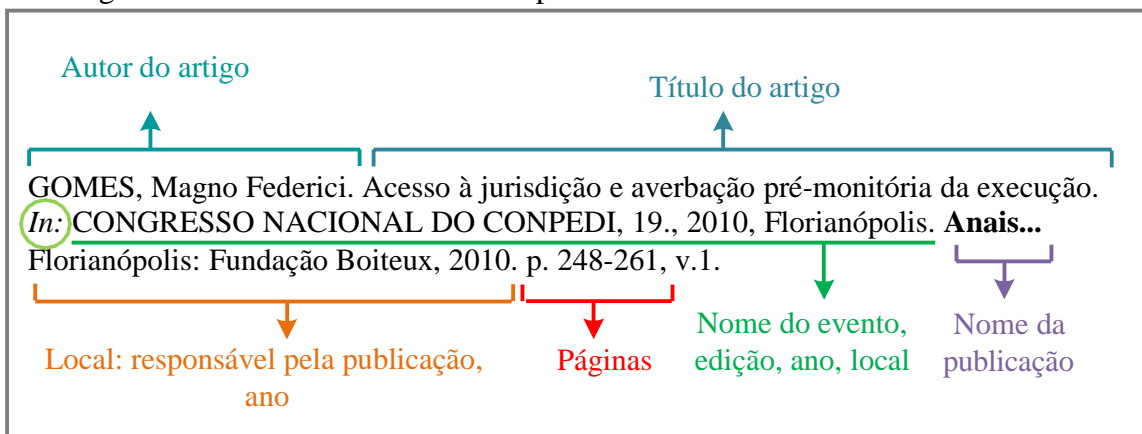 Autor do artigo
Título do artigo
GOMES, Magno Federici. Acesso à jurisdição e averbação pré-monitória da execução.
In: CONGRESSO NACIONAL DO CONPEDI, 19., 2010, Florianópolis. Anais...
Florianópolis: Fundação Boiteux, 2010. p. 248-261, v.1.
Local: responsável pela publicação,
ano
Páginas
Nome do evento,
edição, ano, local
Nome da
publicação